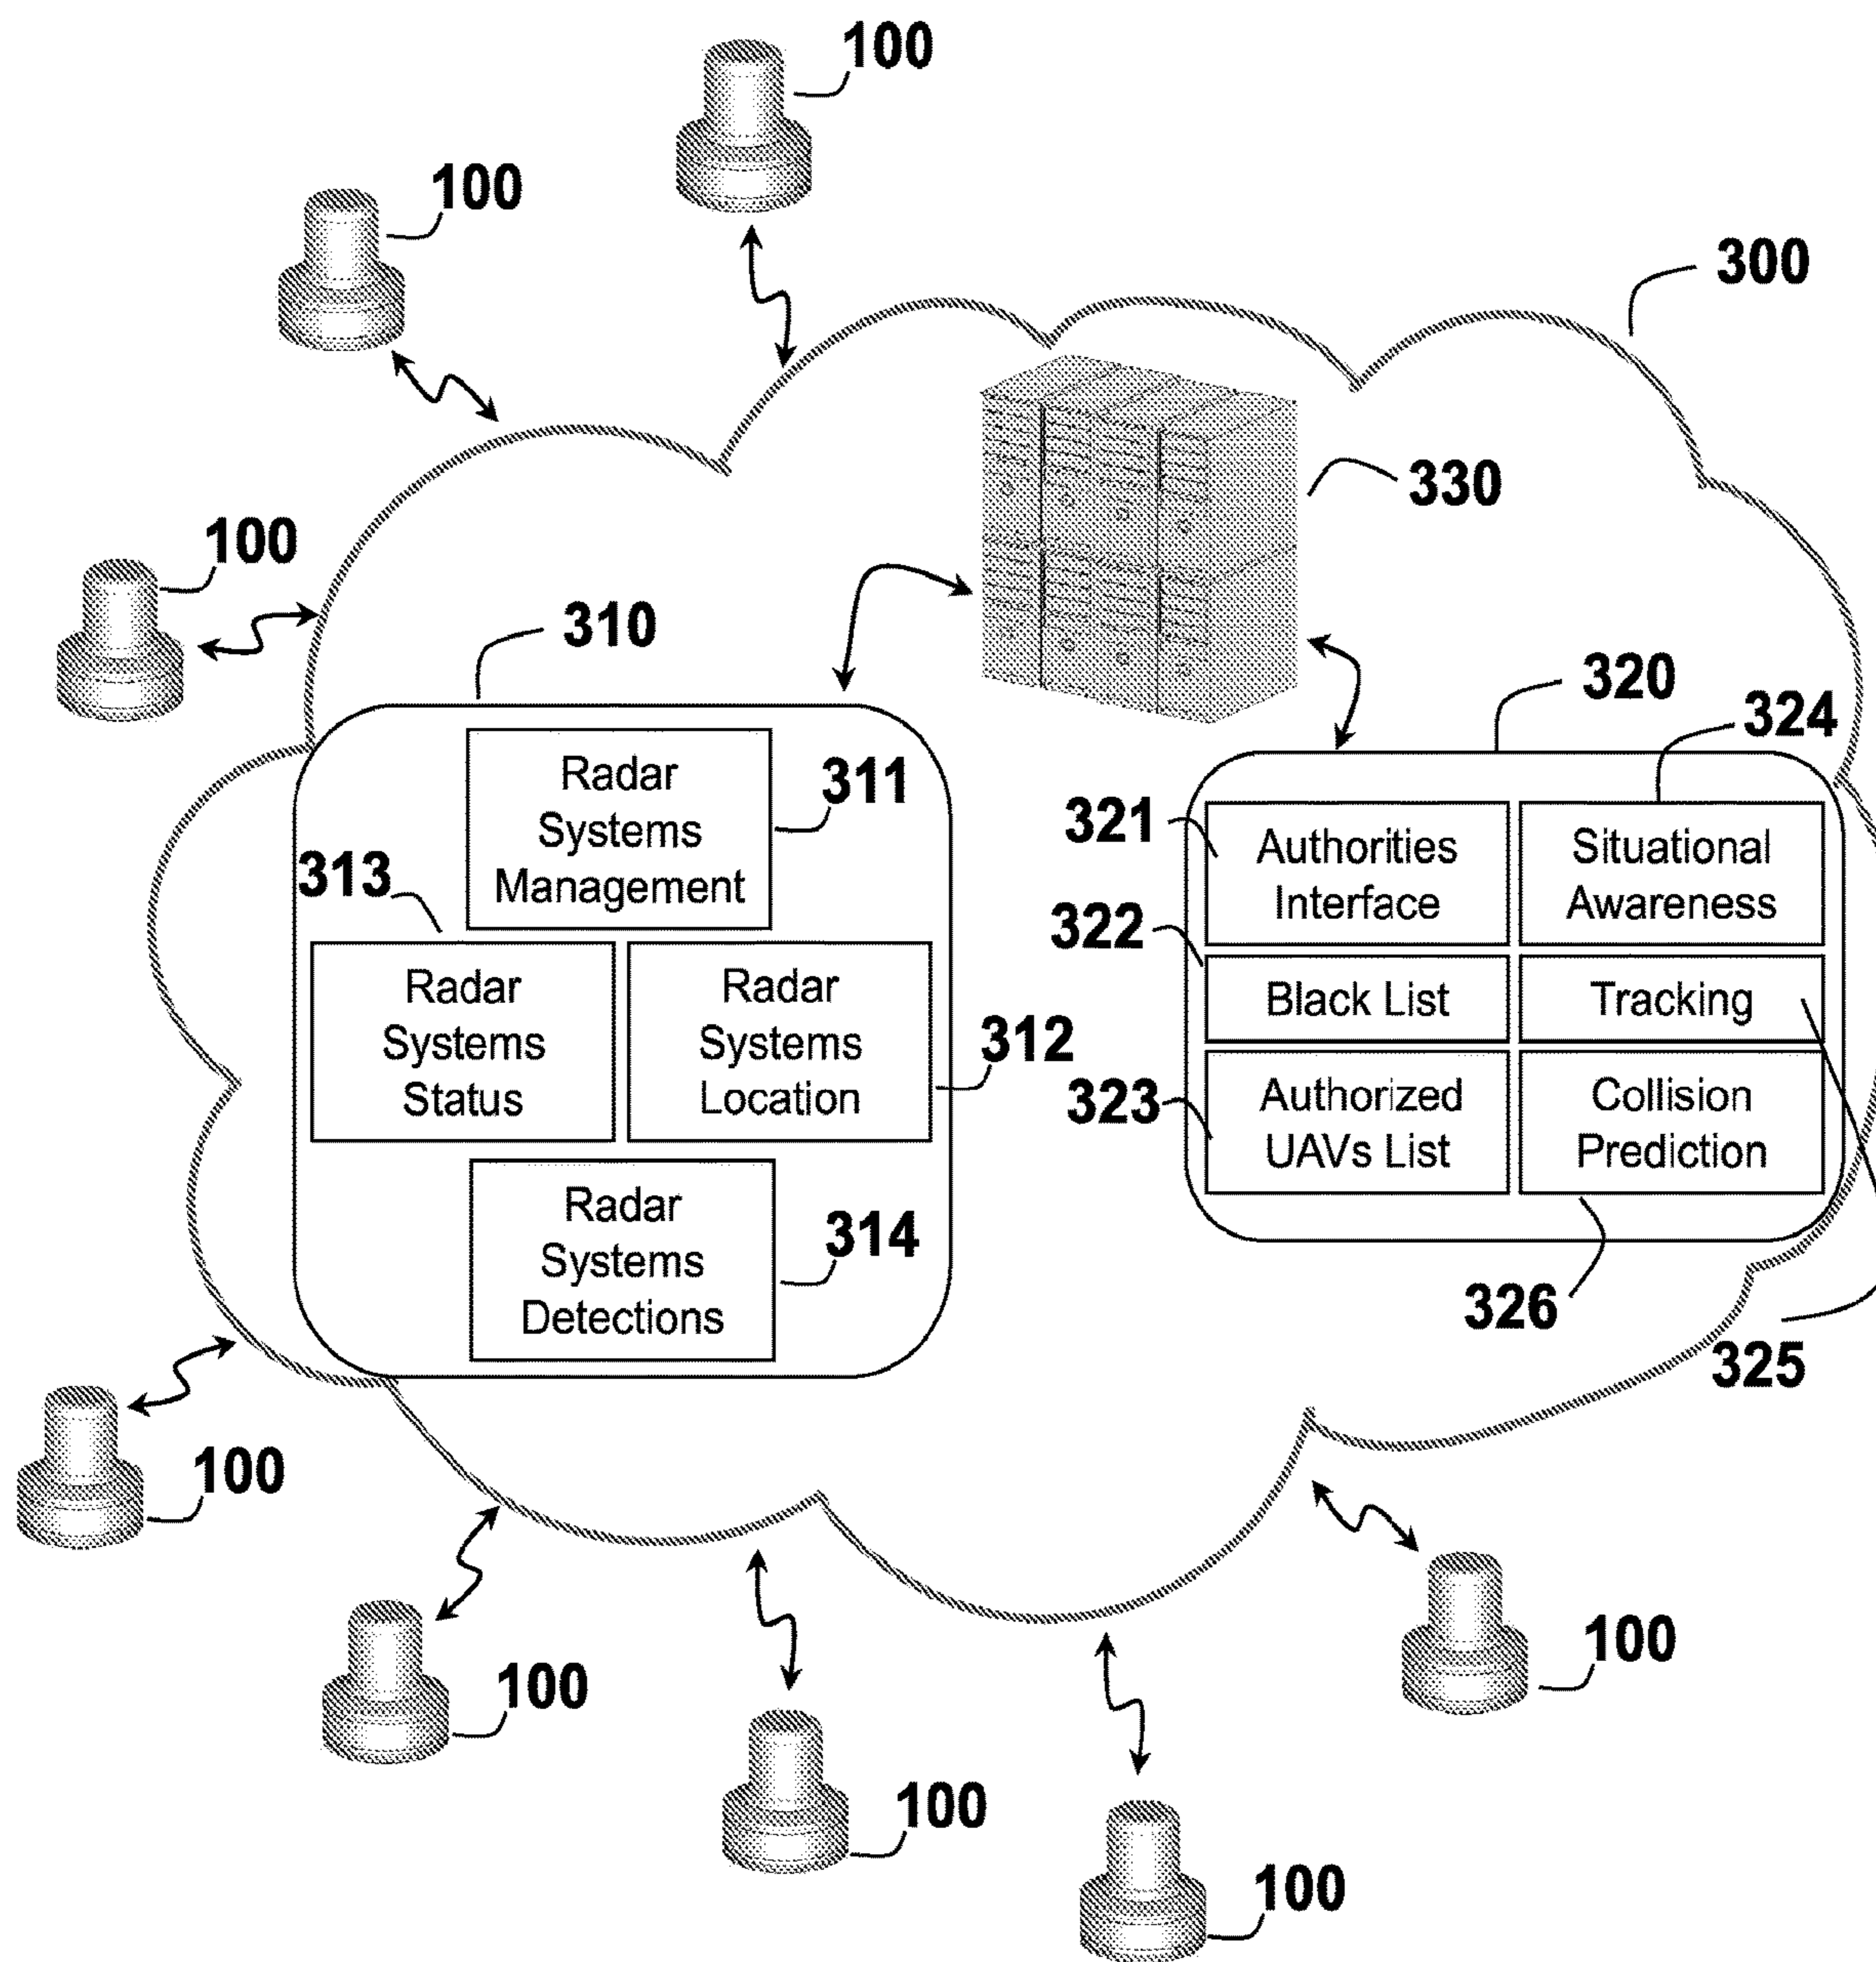 100
100
300
330
100
310
320
324
Radar
Systems
Management
311
321
Authorities
Interface
Situational
Awareness
313
322
Black List
Tracking
Radar
Systems
Status
Radar
Systems
Location
312
323
Authorized
UAVs List
Collision
Prediction
Radar
Systems
Detections
314
326
325
100
100
100
100
100